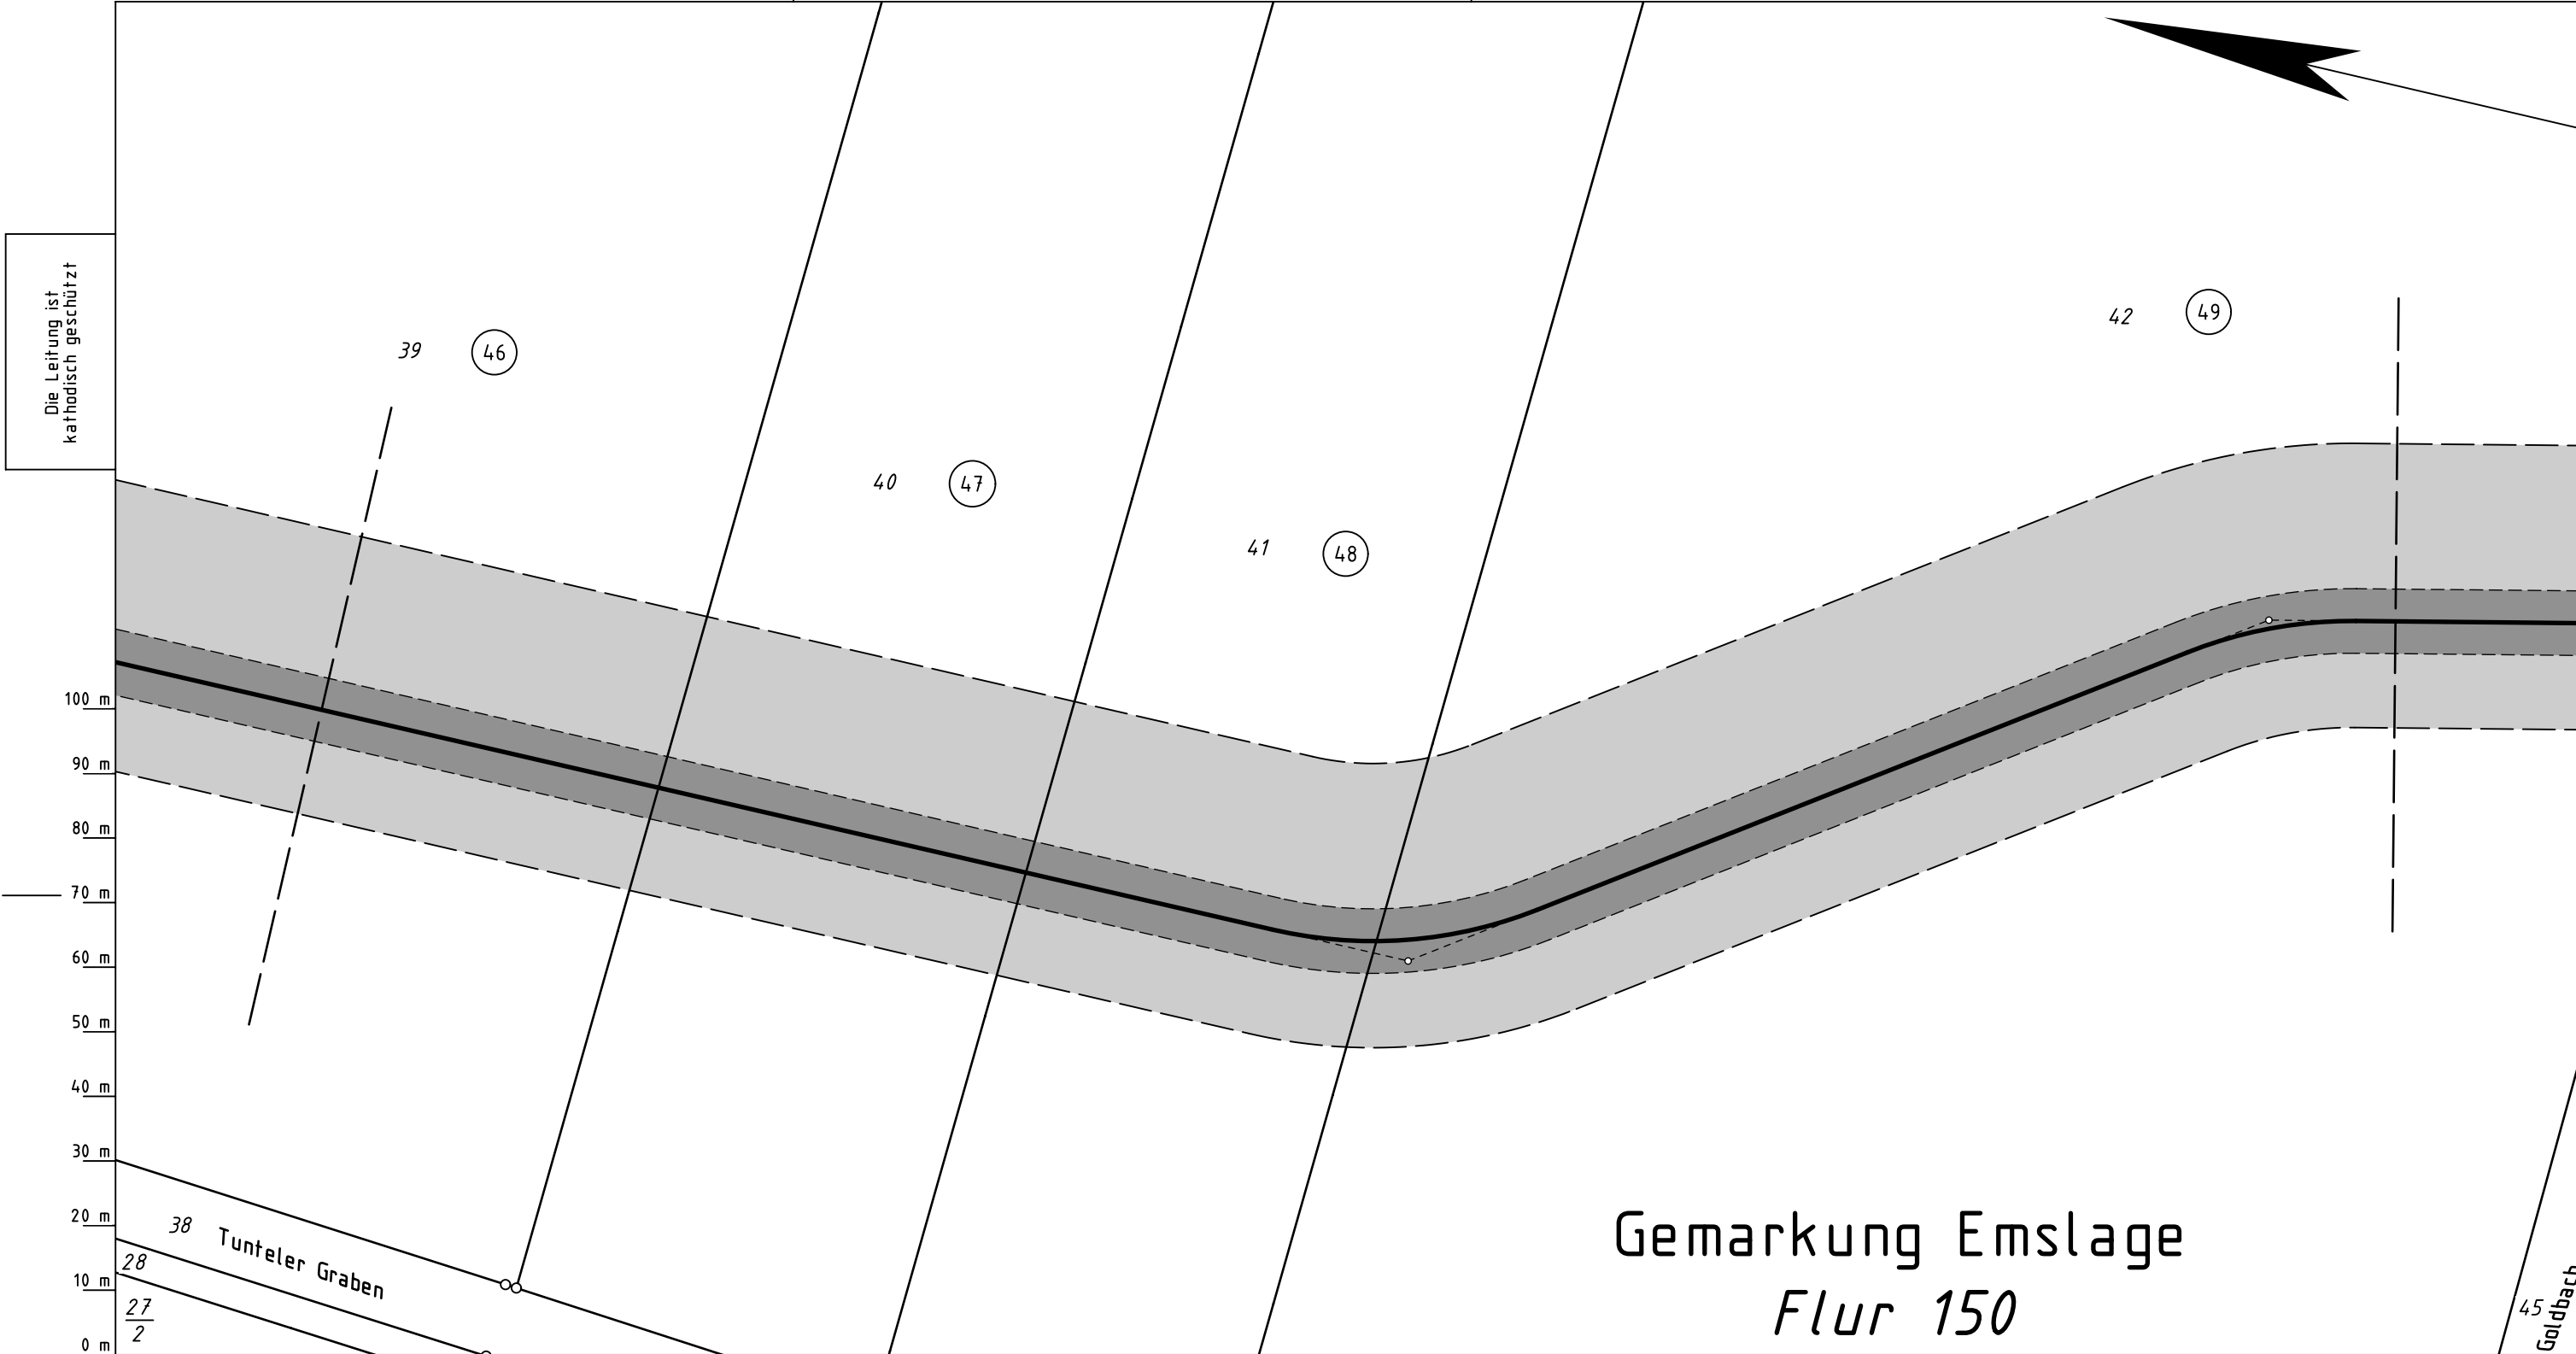 Die Leitung ist
kathodisch geschützt
39 46
40 47
41 48
42 49
100 m
90 m
80 m
70 m
60 m
50 m
40 m
30 m
20 m
10 m
0 m
38 Tunteler Graben
28
27
2
Gemarkung Emslage
Flur 150
45 Goldbach